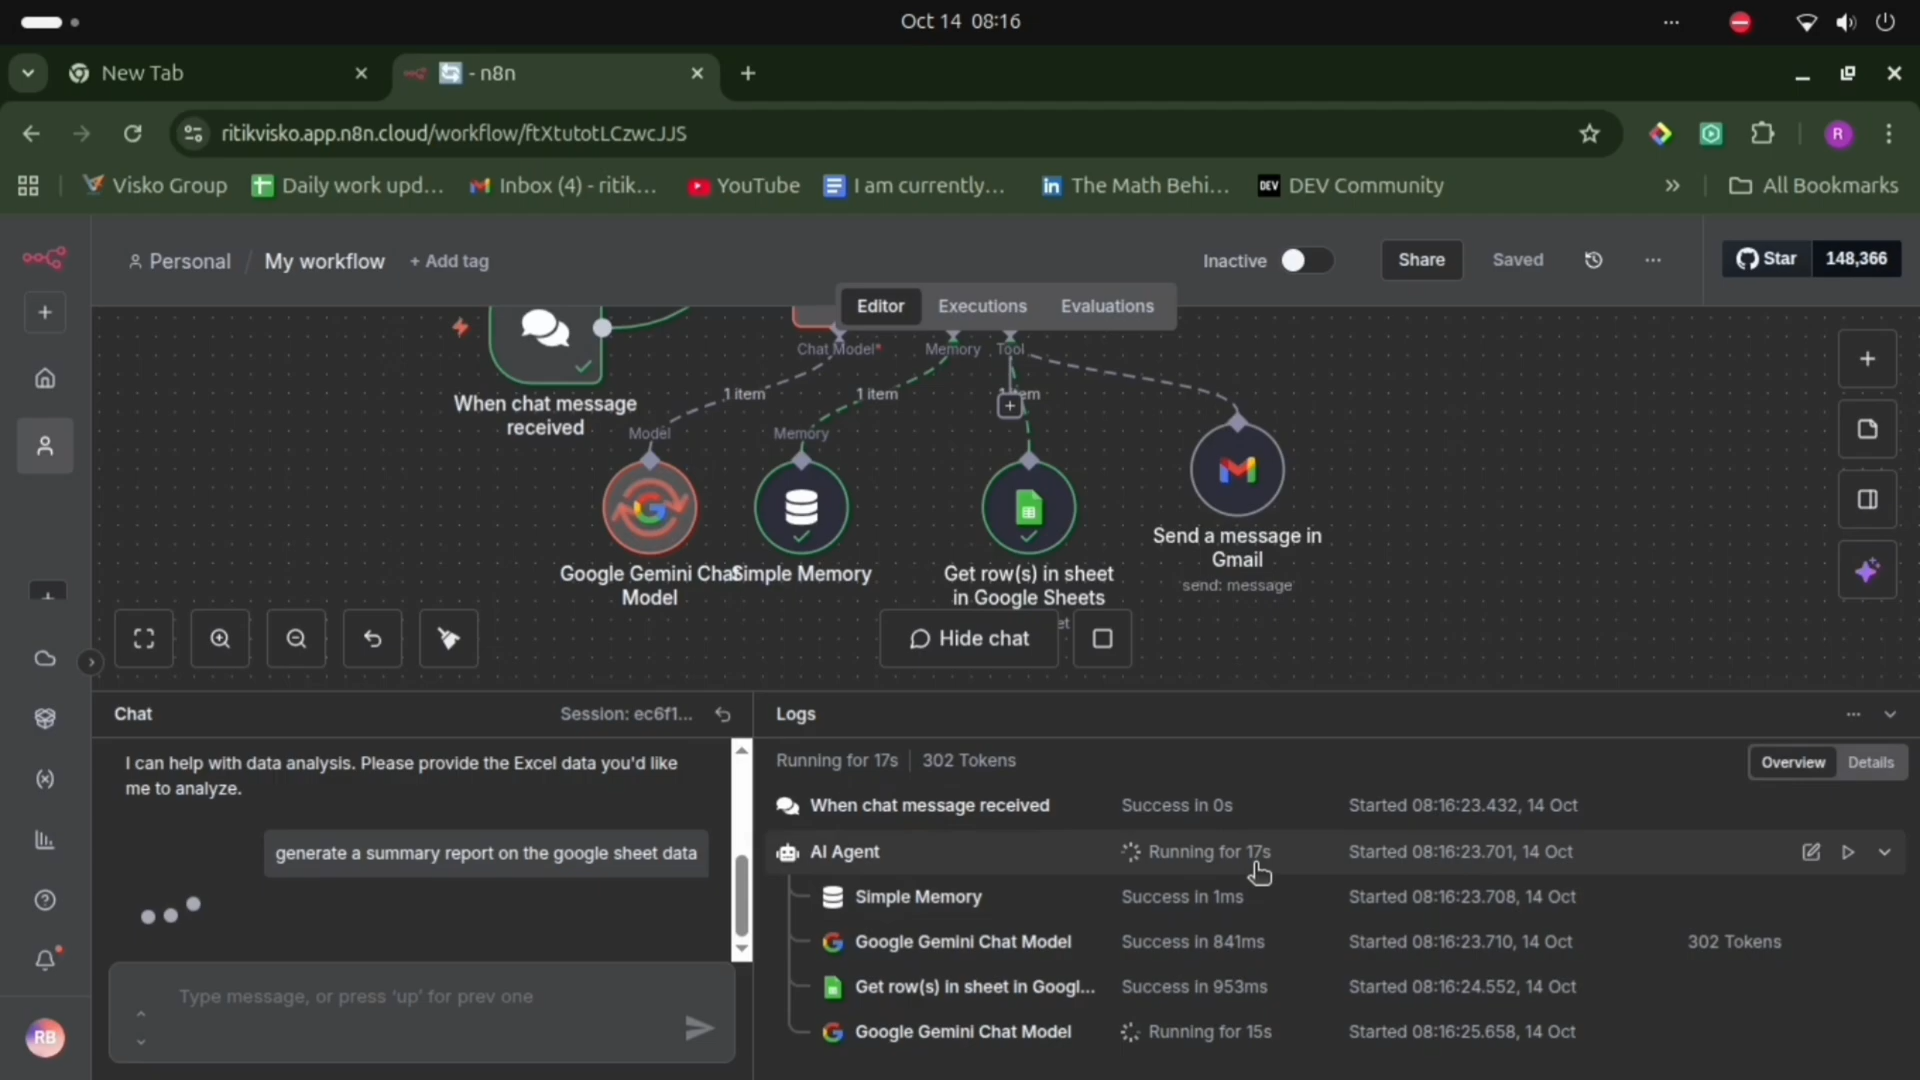 Oct 14 08:16
New Tab
- n8n
ritikvisko.app.n8n.cloud/workflow/ftXtutotLCzwcJJS
Visko Group
Daily work upd...
Inbox (4) - ritik...
YouTube
I am currently...
The Math Behi...
DEV Community
All Bookmarks
Personal / My workflow + Add tag
Inactive
Share
Saved
Star 148,366
Editor Executions Evaluations
Chat Model* Memory Tool
1 item
1 item
When chat message
received
Model
Memory
Google Gemini Chat
Model
Simple Memory
Get row(s) in sheet
in Google Sheets
Send a message in
Gmail
send: message
Hide chat
Chat
Session: ec6f1...
I can help with data analysis. Please provide the Excel data you'd like
me to analyze.
generate a summary report on the google sheet data
Type message, or press 'up' for prev one
RB
R
Logs
Running for 17s | 302 Tokens
Overview Details
When chat message received Success in 0s Started 08:16:23.432, 14 Oct
AI Agent Running for 17s Started 08:16:23.701, 14 Oct
Simple Memory Success in 1ms Started 08:16:23.708, 14 Oct
Google Gemini Chat Model Success in 841ms Started 08:16:23.710, 14 Oct 302 Tokens
Get row(s) in sheet in Googl... Success in 953ms Started 08:16:24.552, 14 Oct
Google Gemini Chat Model Running for 15s Started 08:16:25.658, 14 Oct